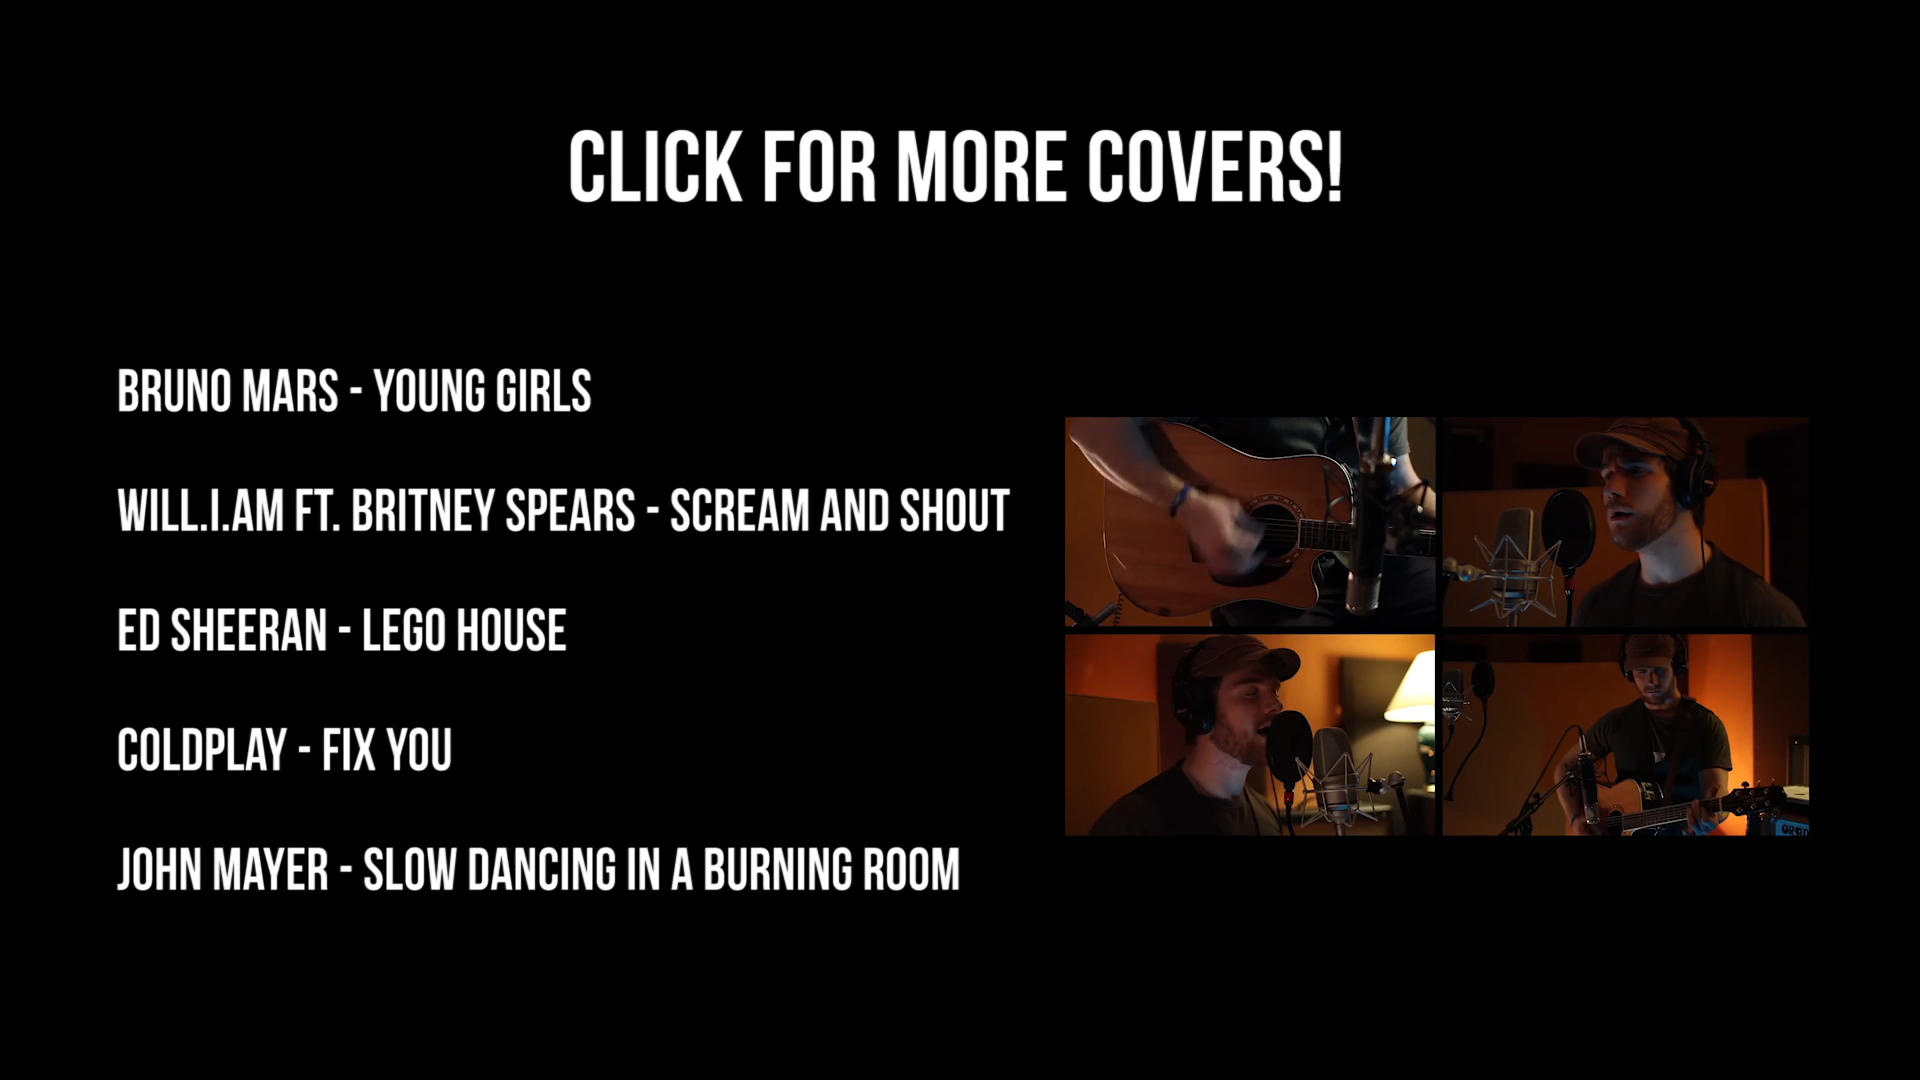 CLICK FOR MORE COVERS!
BRUNO MARS - YOUNG GIRLS
WILL.I.AM FT. BRITNEY SPEARS - SCREAM AND SHOUT
ED SHEERAN - LEGO HOUSE
COLDPLAY - FIX YOU
JOHN MAYER - SLOW DANCING IN A BURNING ROOM